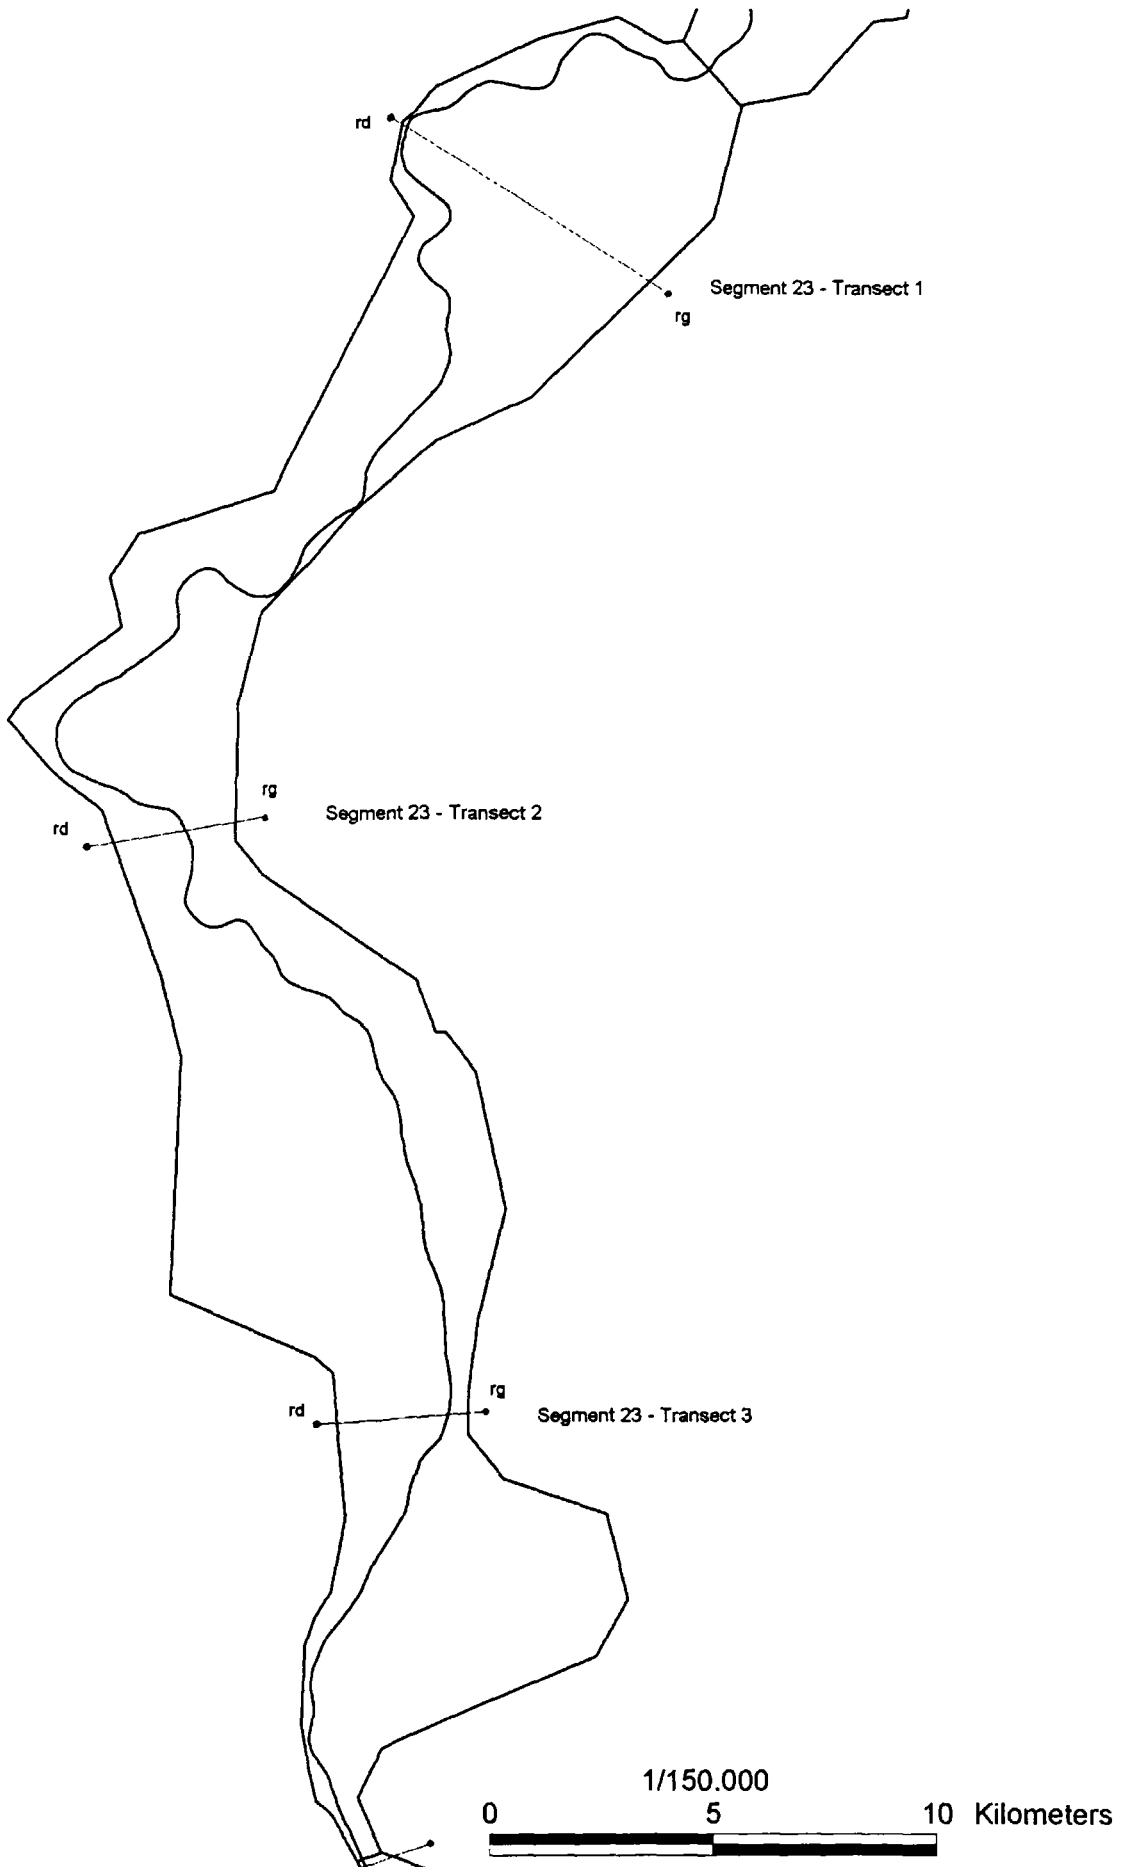 rd
Segment 23 - Transect 1
rg
rg
Segment 23 - Transect 2
rd
rg
rd
Segment 23 - Transect 3
1/150.000
0 5 10 Kilometers